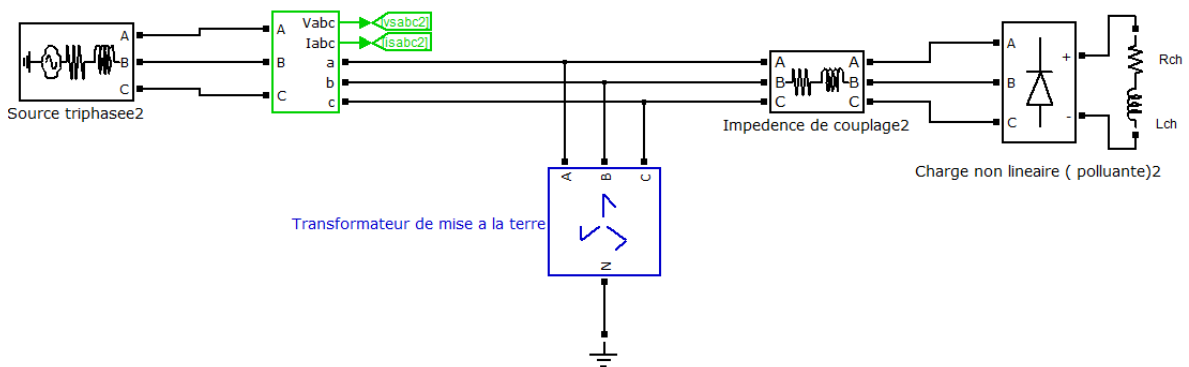 A
B
C
Source triphasee2
A
B
C
Vabc
Iabc
a
b
c
[vsabc2]
[isabc2]
A
B
C
N
Transformateur de mise a la terre
A A
B B
C C
Impedence de couplage2
A
B
C
+
-
Rch
Lch
Charge non lineaire ( polluante)2